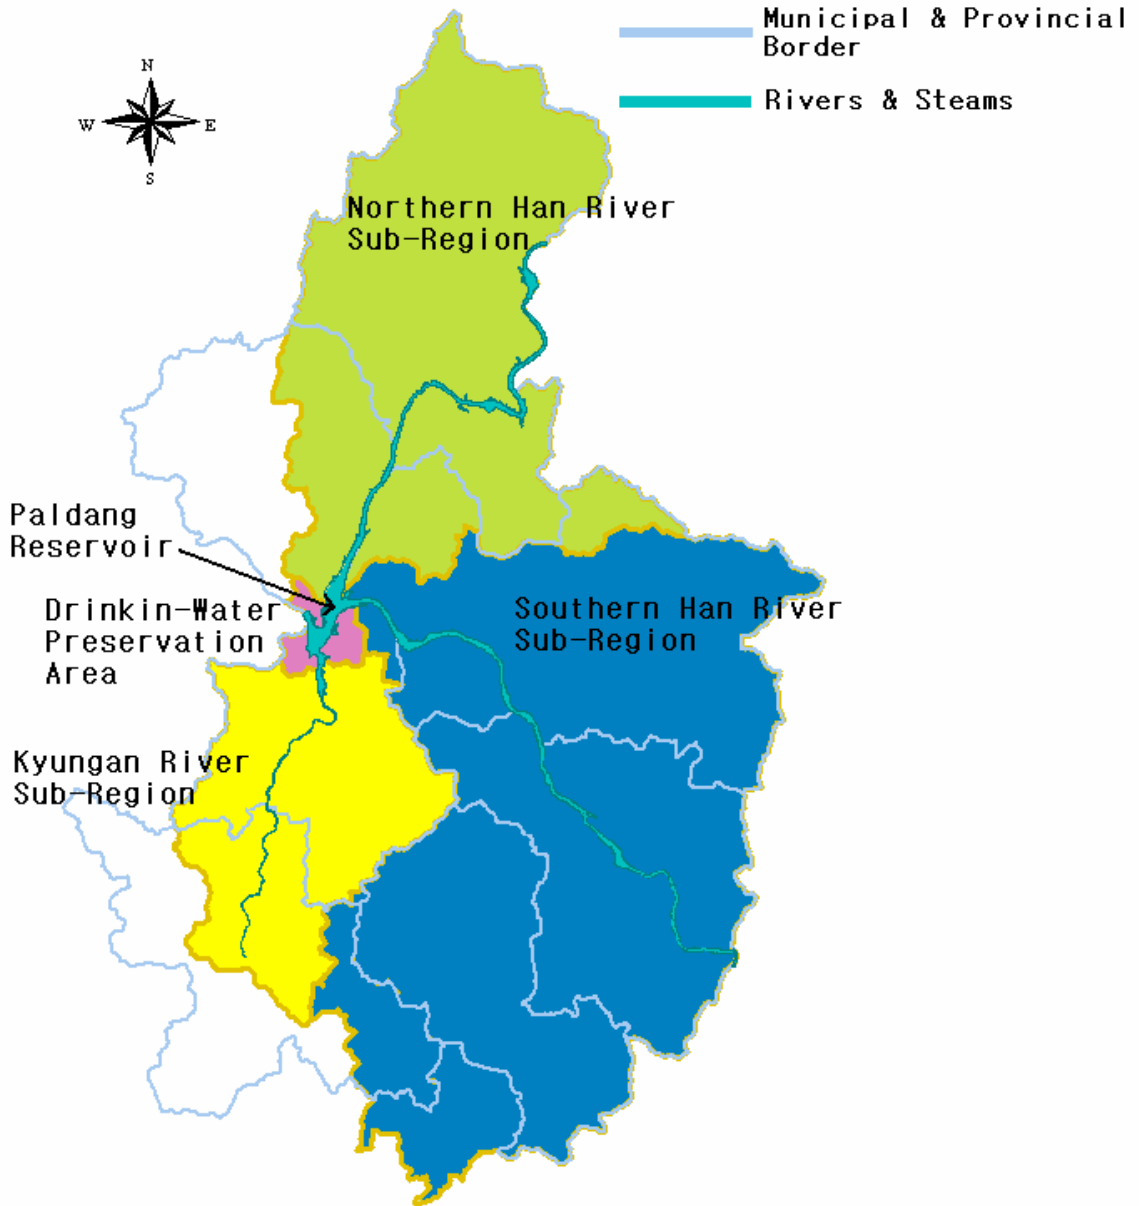 Municipal & Provincial
Border
Rivers & Steams
N
W
E
S
Northern Han River
Sub-Region
Paldang
Reservoir
Drinkin-Water
Preservation
Area
Southern Han River
Sub-Region
Kyungan River
Sub-Region